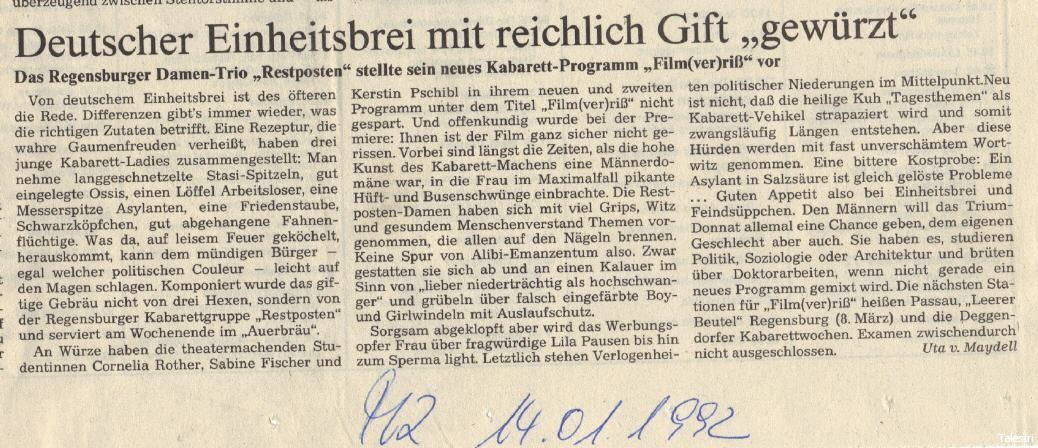 überzeugend zwischen Stentorstimme und
Deutscher Einheitsbrei mit reichlich Gift „gewürzt“
Das Regensburger Damen-Trio „Restposten“ stellte sein neues Kabarett-Programm „Film(ver)riß“ vor
Von deutschem Einheitsbrei ist des öfteren
die Rede. Differenzen gibt's immer wieder, was
die richtigen Zutaten betrifft. Eine Rezeptur, die
wahre Gaumenfreuden verheißt, haben drei
junge Kabarett-Ladies zusammengestellt: Man
nehme langgeschnetzelte Stasi-Spitzeln, gut
eingelegte Ossis, einen Löffel Arbeitsloser, eine
Messerspitze Asylanten, eine Friedenstaube,
Schwarzköpfchen, gut abgehangene Fahnen-
flüchtige. Was da, auf leisem Feuer geköchelt,
herauskommt, kann dem mündigen Bürger –
egal welcher politischen Couleur – leicht auf
den Magen schlagen. Komponiert wurde das gif-
tige Gebräu nicht von drei Hexen, sondern von
der Regensburger Kabarettgruppe „Restposten“
und serviert am Wochenende im „Auerbräu“.
An Würze haben die theatermachenden Stu-
dentinnen Cornelia Rother, Sabine Fischer und
Kerstin Pschibl in ihrem neuen und zweiten
Programm unter dem Titel „Film(ver)riß“ nicht
gespart. Und offenkundig wurde bei der Pre-
miere: Ihnen ist der Film ganz sicher nicht ge-
rissen. Vorbei sind längst die Zeiten, als die hohe
Kunst des Kabarett-Machens eine Männerdo-
mäne war, in die Frau im Maximalfall pikante
Hüft- und Busenschwünge einbrachte. Die Rest-
posten-Damen haben sich mit viel Grips, Witz
und gesundem Menschenverstand Themen vor-
genommen, die allen auf den Nägeln brennen.
Keine Spur von Alibi-Emanzentum also. Zwar
gestatten sie sich ab und an einen Kalauer im
Sinn von „lieber niederträchtig als hochschwan-
ger“ und grübeln über falsch eingefärbte Boy-
und Girlwindeln mit Auslaufschutz.
Sorgsam abgeklopft aber wird das Werbungs-
opfer Frau über fragwürdige Lila Pausen bis hin
zum Sperma light. Letztlich stehen Verlogenhei-
ten politischer Niederungen im Mittelpunkt.Neu
ist nicht, daß die heilige Kuh „Tagesthemen“ als
Kabarett-Vehikel strapaziert wird und somit
zwangsläufig Längen entstehen. Aber diese
Hürden werden mit fast unverschämtem Wort-
witz genommen. Eine bittere Kostprobe: Ein
Asylant in Salzsäure ist gleich gelöste Probleme
... Guten Appetit also bei Einheitsbrei und
Feindsüppchen. Den Männern will das Trium-
Donnat allemal eine Chance geben, dem eigenen
Geschlecht aber auch. Sie haben es, studieren
Politik, Soziologie oder Architektur und brüten
über Doktorarbeiten, wenn nicht gerade ein
neues Programm gemixt wird. Die nächsten Sta-
tionen für „Film(ver)riß“ heißen Passau, „Leerer
Beutel“ Regensburg (8. März) und die Deggen-
dorfer Kabarettwochen. Examen zwischendurch
nicht ausgeschlossen. Uta v. Maydell
MZ 14.01.1992
Talesiri